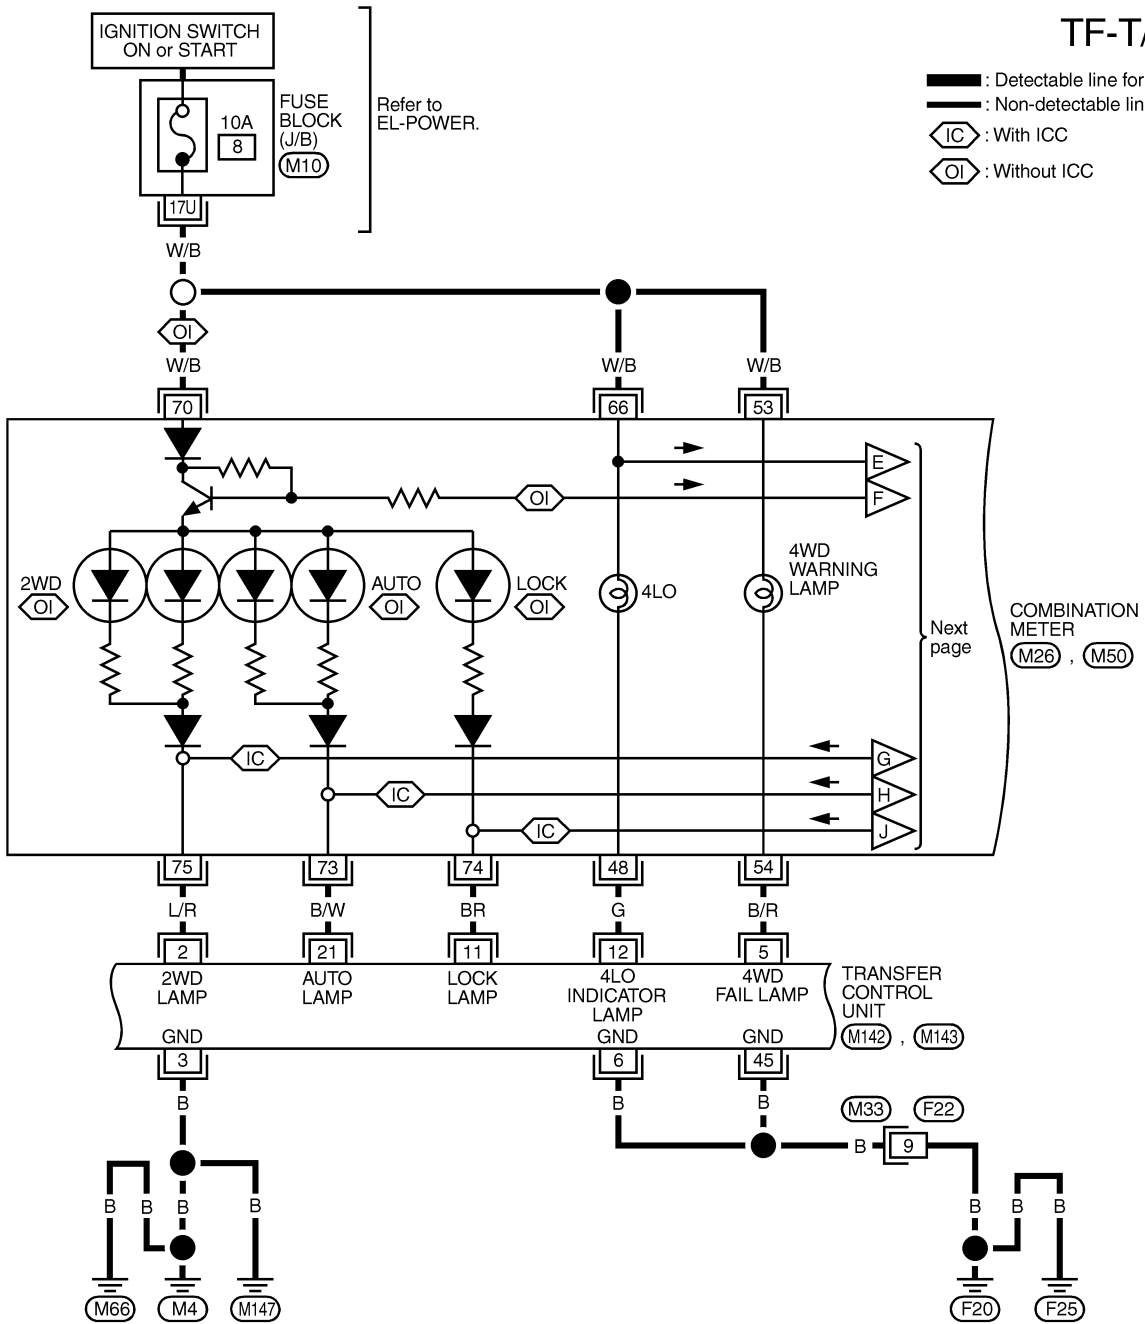 TF-T/
IGNITION SWITCH
ON or START
FUSE
BLOCK
(J/B)
M10
10A
8
Refer to
EL-POWER.
: Detectable line for
: Non-detectable lin
IC : With ICC
OI : Without ICC
17U
W/B
OI
W/B W/B W/B
70 66 53
E
OI F
2WD
OI
AUTO
OI
LOCK
OI
4LO
4WD
WARNING
LAMP
Next
page
COMBINATION
METER
M26 , M50
IC G
IC H
IC J
75 73 74 48 54
L/R B/W BR G B/R
2 21 11 12 5
2WD
LAMP
AUTO
LAMP
LOCK
LAMP
4LO
INDICATOR
LAMP
4WD
FAIL LAMP
TRANSFER
CONTROL
UNIT
M142 , M143
GND GND GND
3 6 45
B B B
M33 F22
B 9
B B B B B B B
M66 M4 M147 F20 F25